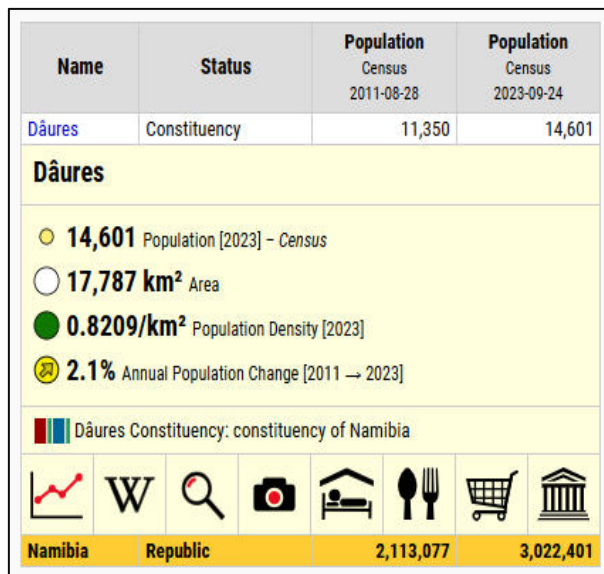 Name Status Population Census 2011-08-28 Population Census 2023-09-24
Dâures Constituency 11,350 14,601
Dâures
14,601 Population [2023] – Census
17,787 km² Area
0.8209/km² Population Density [2023]
2.1% Annual Population Change [2011 → 2023]
Dâures Constituency: constituency of Namibia
W
Namibia Republic 2,113,077 3,022,401